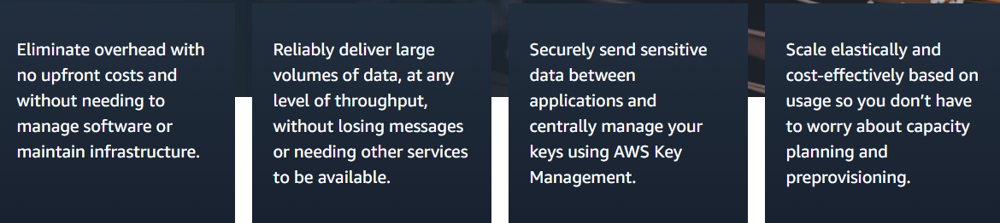 Eliminate overhead with
no upfront costs and
without needing to
manage software or
maintain infrastructure.
Reliably deliver large
volumes of data, at any
level of throughput,
without losing messages
or needing other services
to be available.
Securely send sensitive
data between
applications and
centrally manage your
keys using AWS Key
Management.
Scale elastically and
cost-effectively based on
usage so you don’t have
to worry about capacity
planning and
preprovisioning.